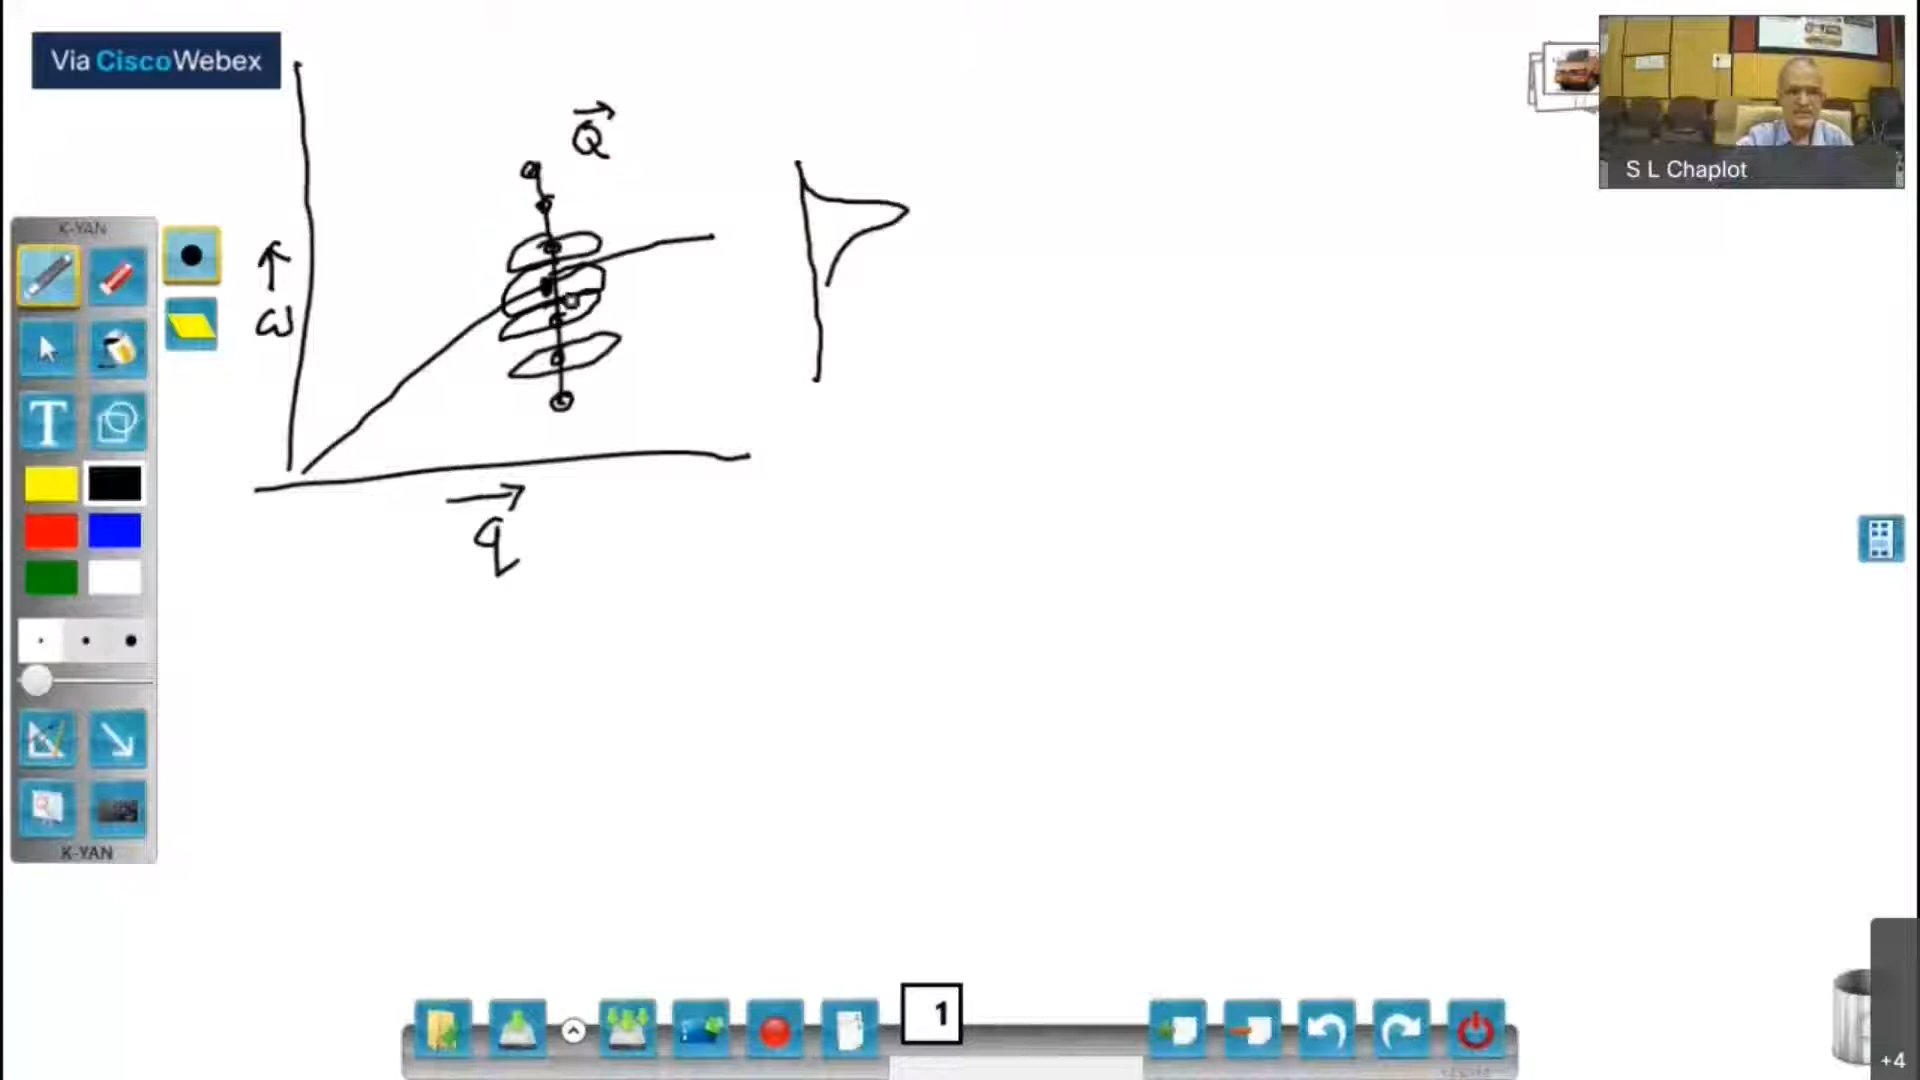 Via CiscoWebex
Q
S L Chaplot
K-YAN
ω
T
q
K-YAN
1
+4